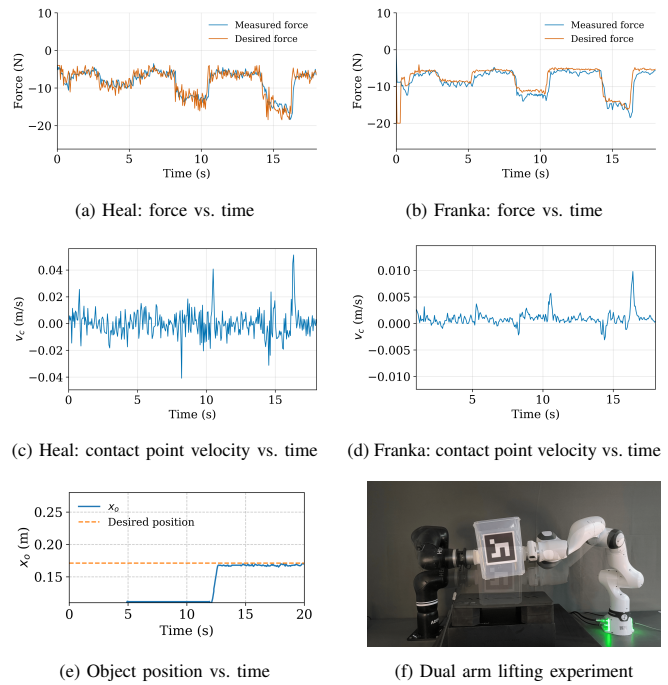 10
0
−10
−20
Force (N)
Measured force
Desired force
0
5
10
15
Time (s)
(a) Heal: force vs. time
10
0
−10
−20
Force (N)
Measured force
Desired force
0
5
10
15
Time (s)
(b) Franka: force vs. time
0.04
0.02
0.00
−0.02
−0.04
v_c (m/s)
0
5
10
15
Time (s)
(c) Heal: contact point velocity vs. time
0.010
0.005
0.000
−0.005
−0.010
v_c (m/s)
5
10
15
Time (s)
(d) Franka: contact point velocity vs. time
0.25
0.20
0.15
x_o (m)
x_o
Desired position
0
5
10
15
20
Time (s)
(e) Object position vs. time
(f) Dual arm lifting experiment